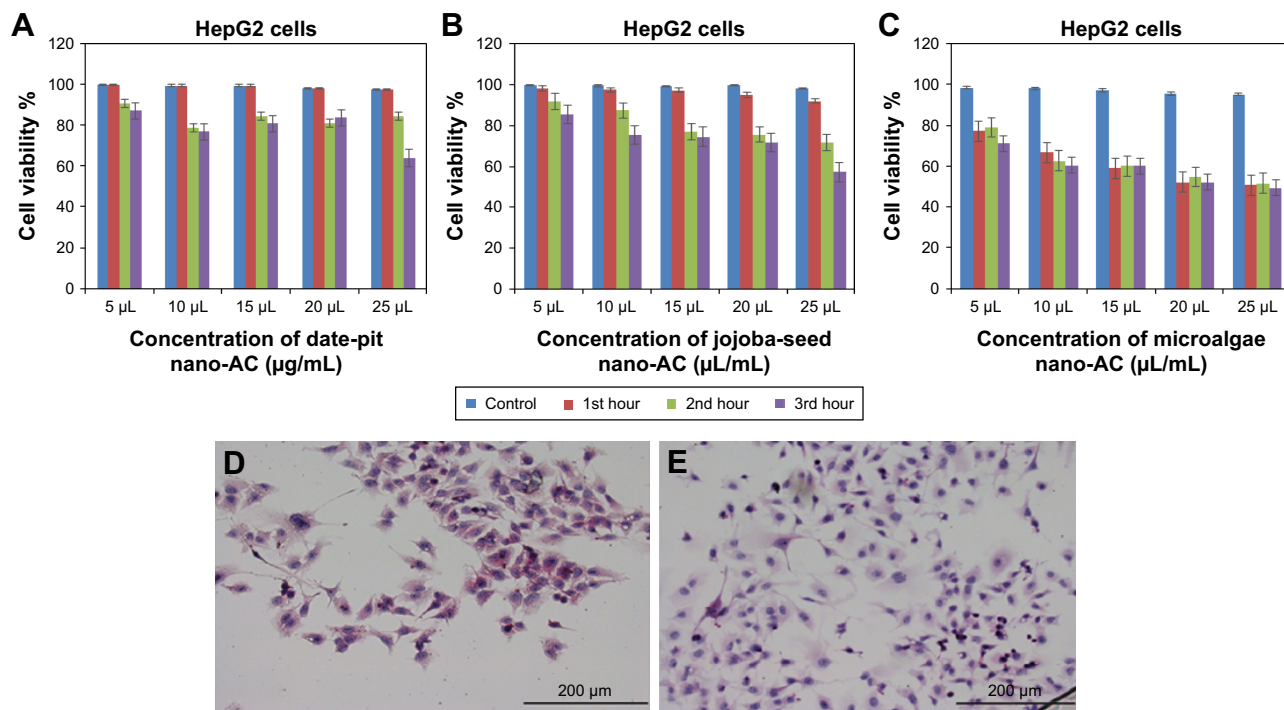 A
HepG2 cells
Cell viability %
120
100
80
60
40
20
0
5 µL 10 µL 15 µL 20 µL 25 µL
Concentration of date-pit
nano-AC (µg/mL)
B
HepG2 cells
Cell viability %
120
100
80
60
40
20
0
5 µL 10 µL 15 µL 20 µL 25 µL
Concentration of jojoba-seed
nano-AC (µL/mL)
C
HepG2 cells
Cell viability %
120
100
80
60
40
20
0
5 µL 10 µL 15 µL 20 µL 25 µL
Concentration of microalgae
nano-AC (µL/mL)
Control 1st hour 2nd hour 3rd hour
D
200 µm
E
200 µm